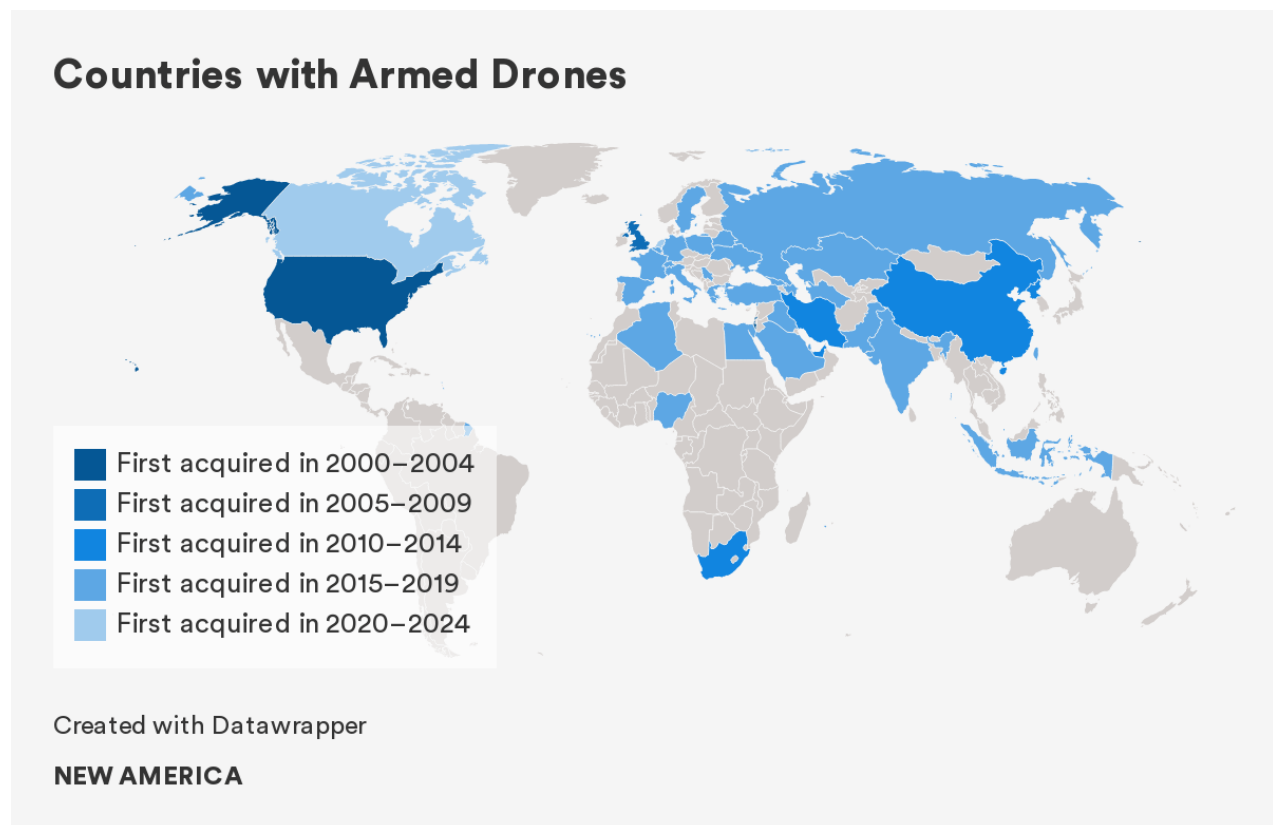 Countries with Armed Drones
First acquired in 2000–2004
First acquired in 2005–2009
First acquired in 2010–2014
First acquired in 2015–2019
First acquired in 2020–2024
Created with Datawrapper
NEW AMERICA